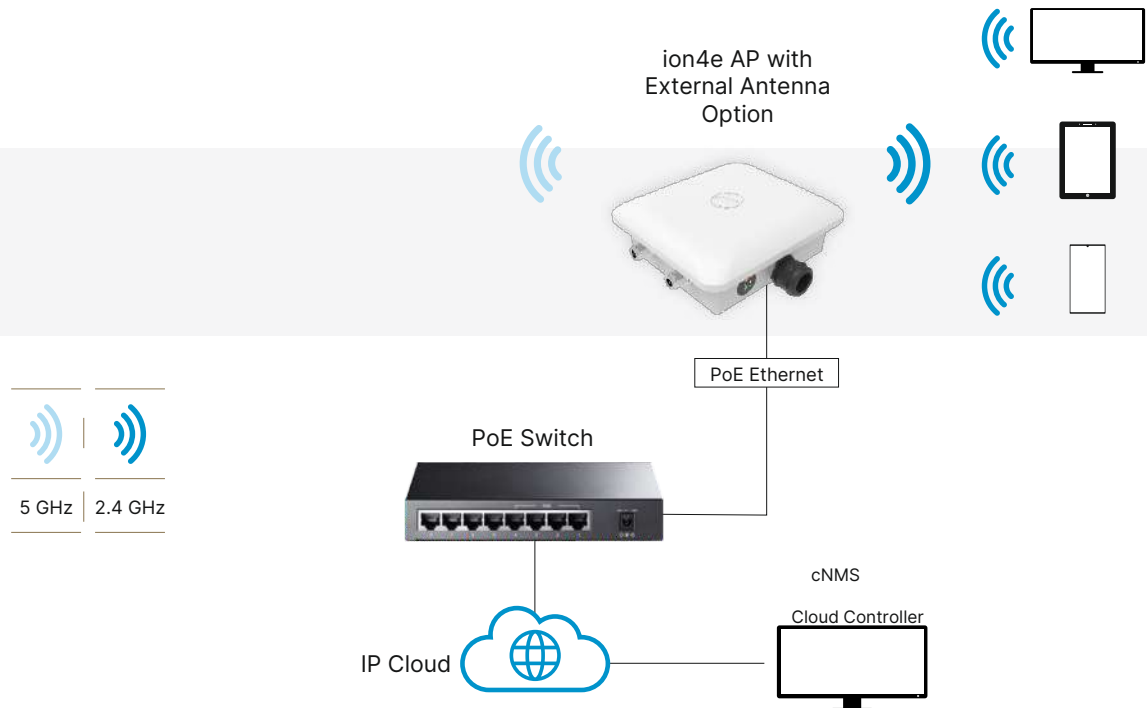 ion4e AP with
External Antenna
Option
PoE Ethernet
PoE Switch
5 GHz
2.4 GHz
cNMS
Cloud Controller
IP Cloud